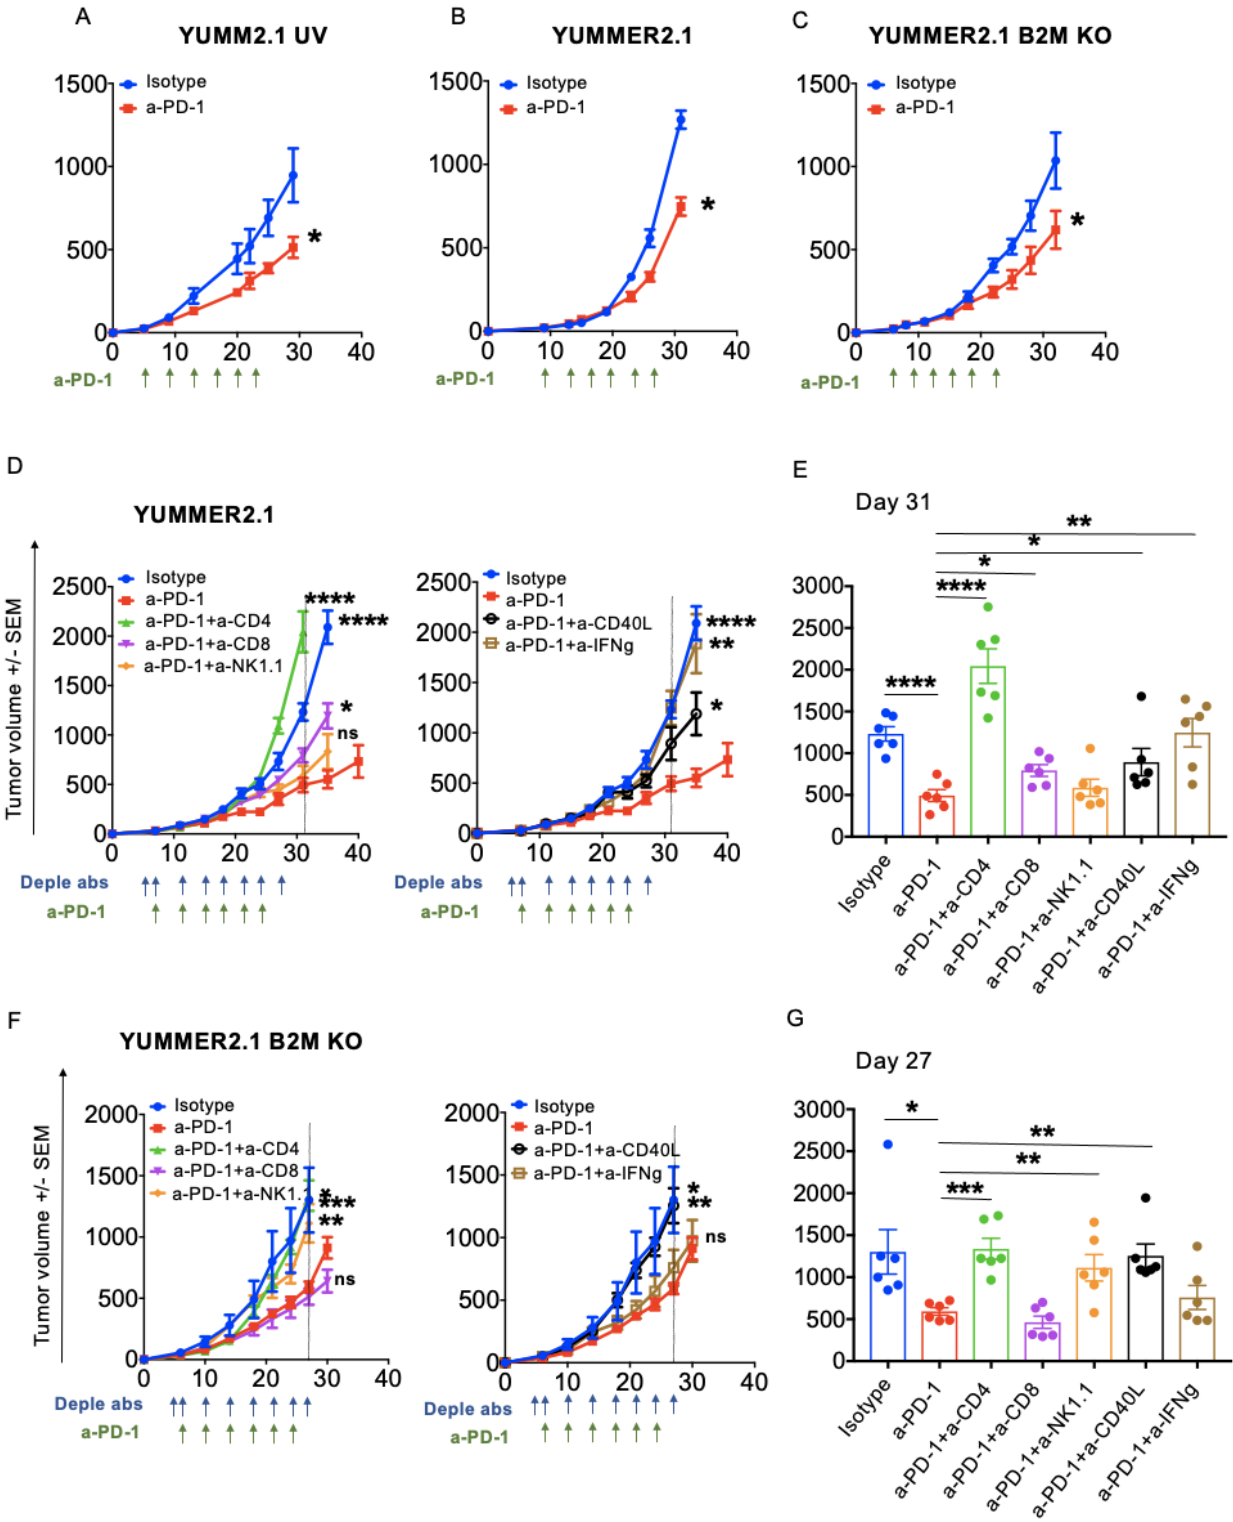 A
YUMM2.1 UV
Isotype
a-PD-1
1500
1000
500
0
0 10 20 30 40
*
a-PD-1
B
YUMMER2.1
Isotype
a-PD-1
1500
1000
500
0
0 10 20 30 40
*
a-PD-1
C
YUMMER2.1 B2M KO
Isotype
a-PD-1
1500
1000
500
0
0 10 20 30 40
*
a-PD-1
D
YUMMER2.1
Tumor volume +/- SEM
Isotype
a-PD-1
a-PD-1+a-CD4
a-PD-1+a-CD8
a-PD-1+a-NK1.1
2500
2000
1500
1000
500
0
0 10 20 30 40
****
****
*
ns
Deple abs
a-PD-1
Isotype
a-PD-1
a-PD-1+a-CD40L
a-PD-1+a-IFNg
2500
2000
1500
1000
500
0
0 10 20 30 40
****
**
*
Deple abs
a-PD-1
E
Day 31
**
*
*
****
****
3000
2500
2000
1500
1000
500
0
Isotype
a-PD-1
a-PD-1+a-CD4
a-PD-1+a-CD8
a-PD-1+a-NK1.1
a-PD-1+a-CD40L
a-PD-1+a-IFNg
F
YUMMER2.1 B2M KO
Tumor volume +/- SEM
Isotype
a-PD-1
a-PD-1+a-CD4
a-PD-1+a-CD8
a-PD-1+a-NK1.1
2000
1500
1000
500
0
0 10 20 30 40
*
***
**
ns
Deple abs
a-PD-1
Isotype
a-PD-1
a-PD-1+a-CD40L
a-PD-1+a-IFNg
2000
1500
1000
500
0
0 10 20 30 40
*
**
ns
Deple abs
a-PD-1
G
Day 27
*
**
**
***
3000
2500
2000
1500
1000
500
0
Isotype
a-PD-1
a-PD-1+a-CD4
a-PD-1+a-CD8
a-PD-1+a-NK1.1
a-PD-1+a-CD40L
a-PD-1+a-IFNg